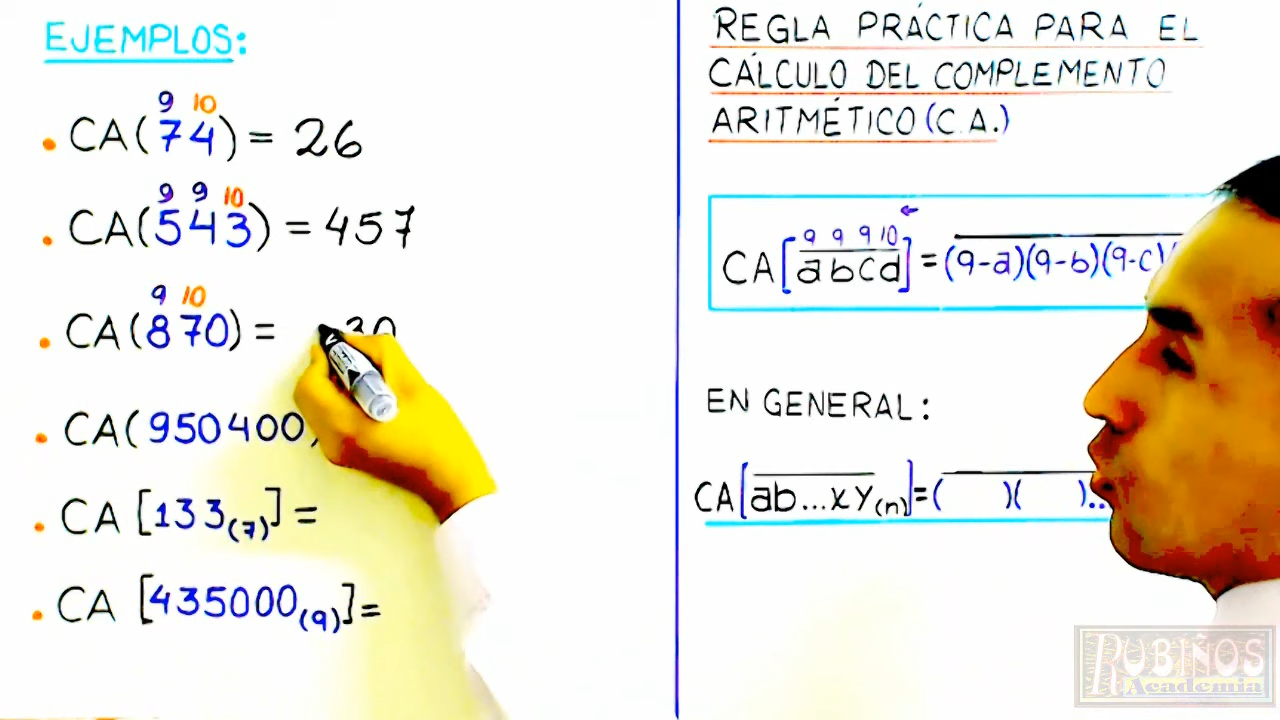 EJEMPLOS:
9 10
CA(74) = 26
9 9 10
CA(543) = 457
9 10
CA(870) = 30
CA(950400)
CA [133(7)] =
CA [435000(9)] =
REGLA PRÁCTICA PARA EL
CÁLCULO DEL COMPLEMENTO
ARITMÉTICO (C.A.)
9 9 9 10
CA[abcd] = (9-a)(9-b)(9-c)(
EN GENERAL:
CA[ab...xy(n)] = ( )( )...
RUBIÑOS
Academia